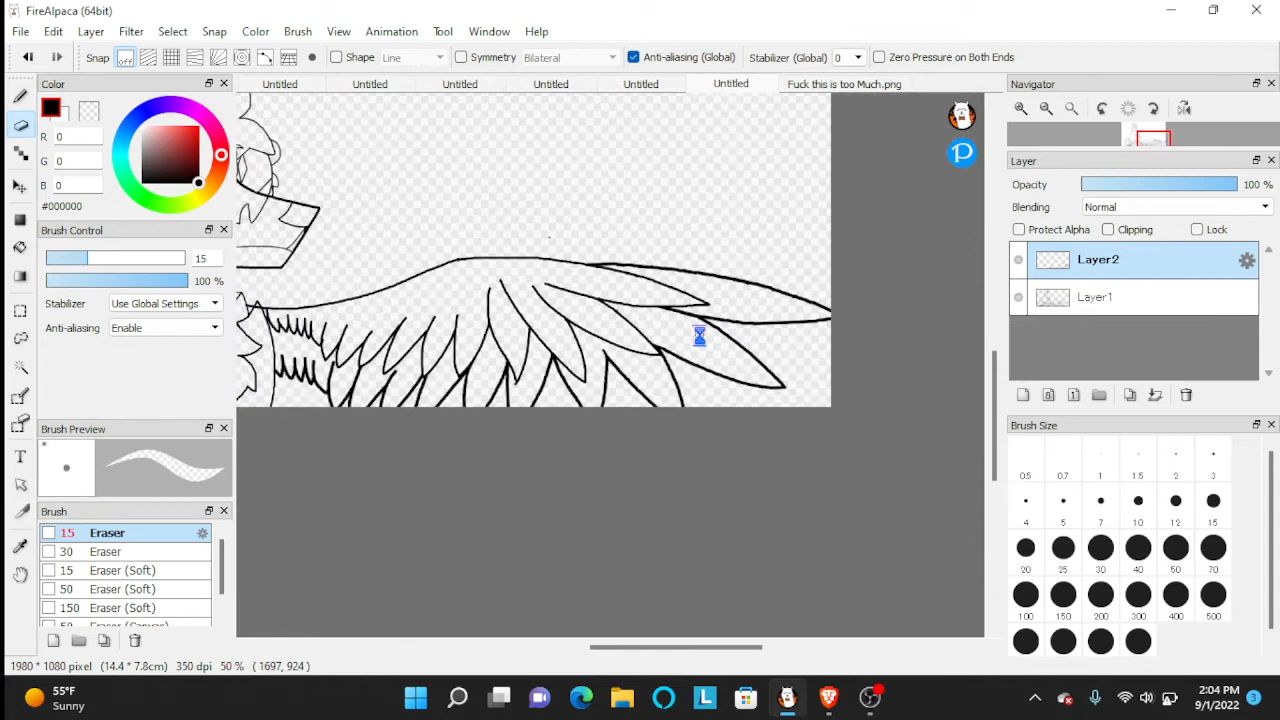 FireAlpaca (64bit)
File Edit Layer Filter Select Snap Color Brush View Animation Tool Window Help
Snap off Shape Line Symmetry Bilateral Anti-aliasing (Global) Stabilizer (Global) 0 Zero Pressure on Both Ends
Color
R 0
G 0
B 0
#000000
Brush Control
15
100 %
Stabilizer Use Global Settings
Anti-aliasing Enable
Brush Preview
*
Brush
15 Eraser
30 Eraser
15 Eraser (Soft)
50 Eraser (Soft)
150 Eraser (Soft)
50 Eraser (Canvas)
Untitled Untitled Untitled Untitled Untitled Untitled Fuck this is too Much.png
P
Navigator
Layer
Opacity 100 %
Blending Normal
Protect Alpha Clipping Lock
Layer2
Layer1
8 1
Brush Size
0.5 0.7 1 1.5 2 3
4 5 7 10 12 15
20 25 30 40 50 70
100 150 200 300 400 500
T
1980 * 1080 pixel (14.4 * 7.8cm) 350 dpi 50 % ( 1697, 924 )
55°F
Sunny
L
2:04 PM
9/1/2022
3